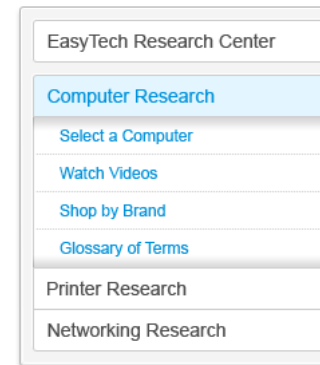 EasyTech Research Center
Computer Research
Select a Computer
Watch Videos
Shop by Brand
Glossary of Terms
Printer Research
Networking Research